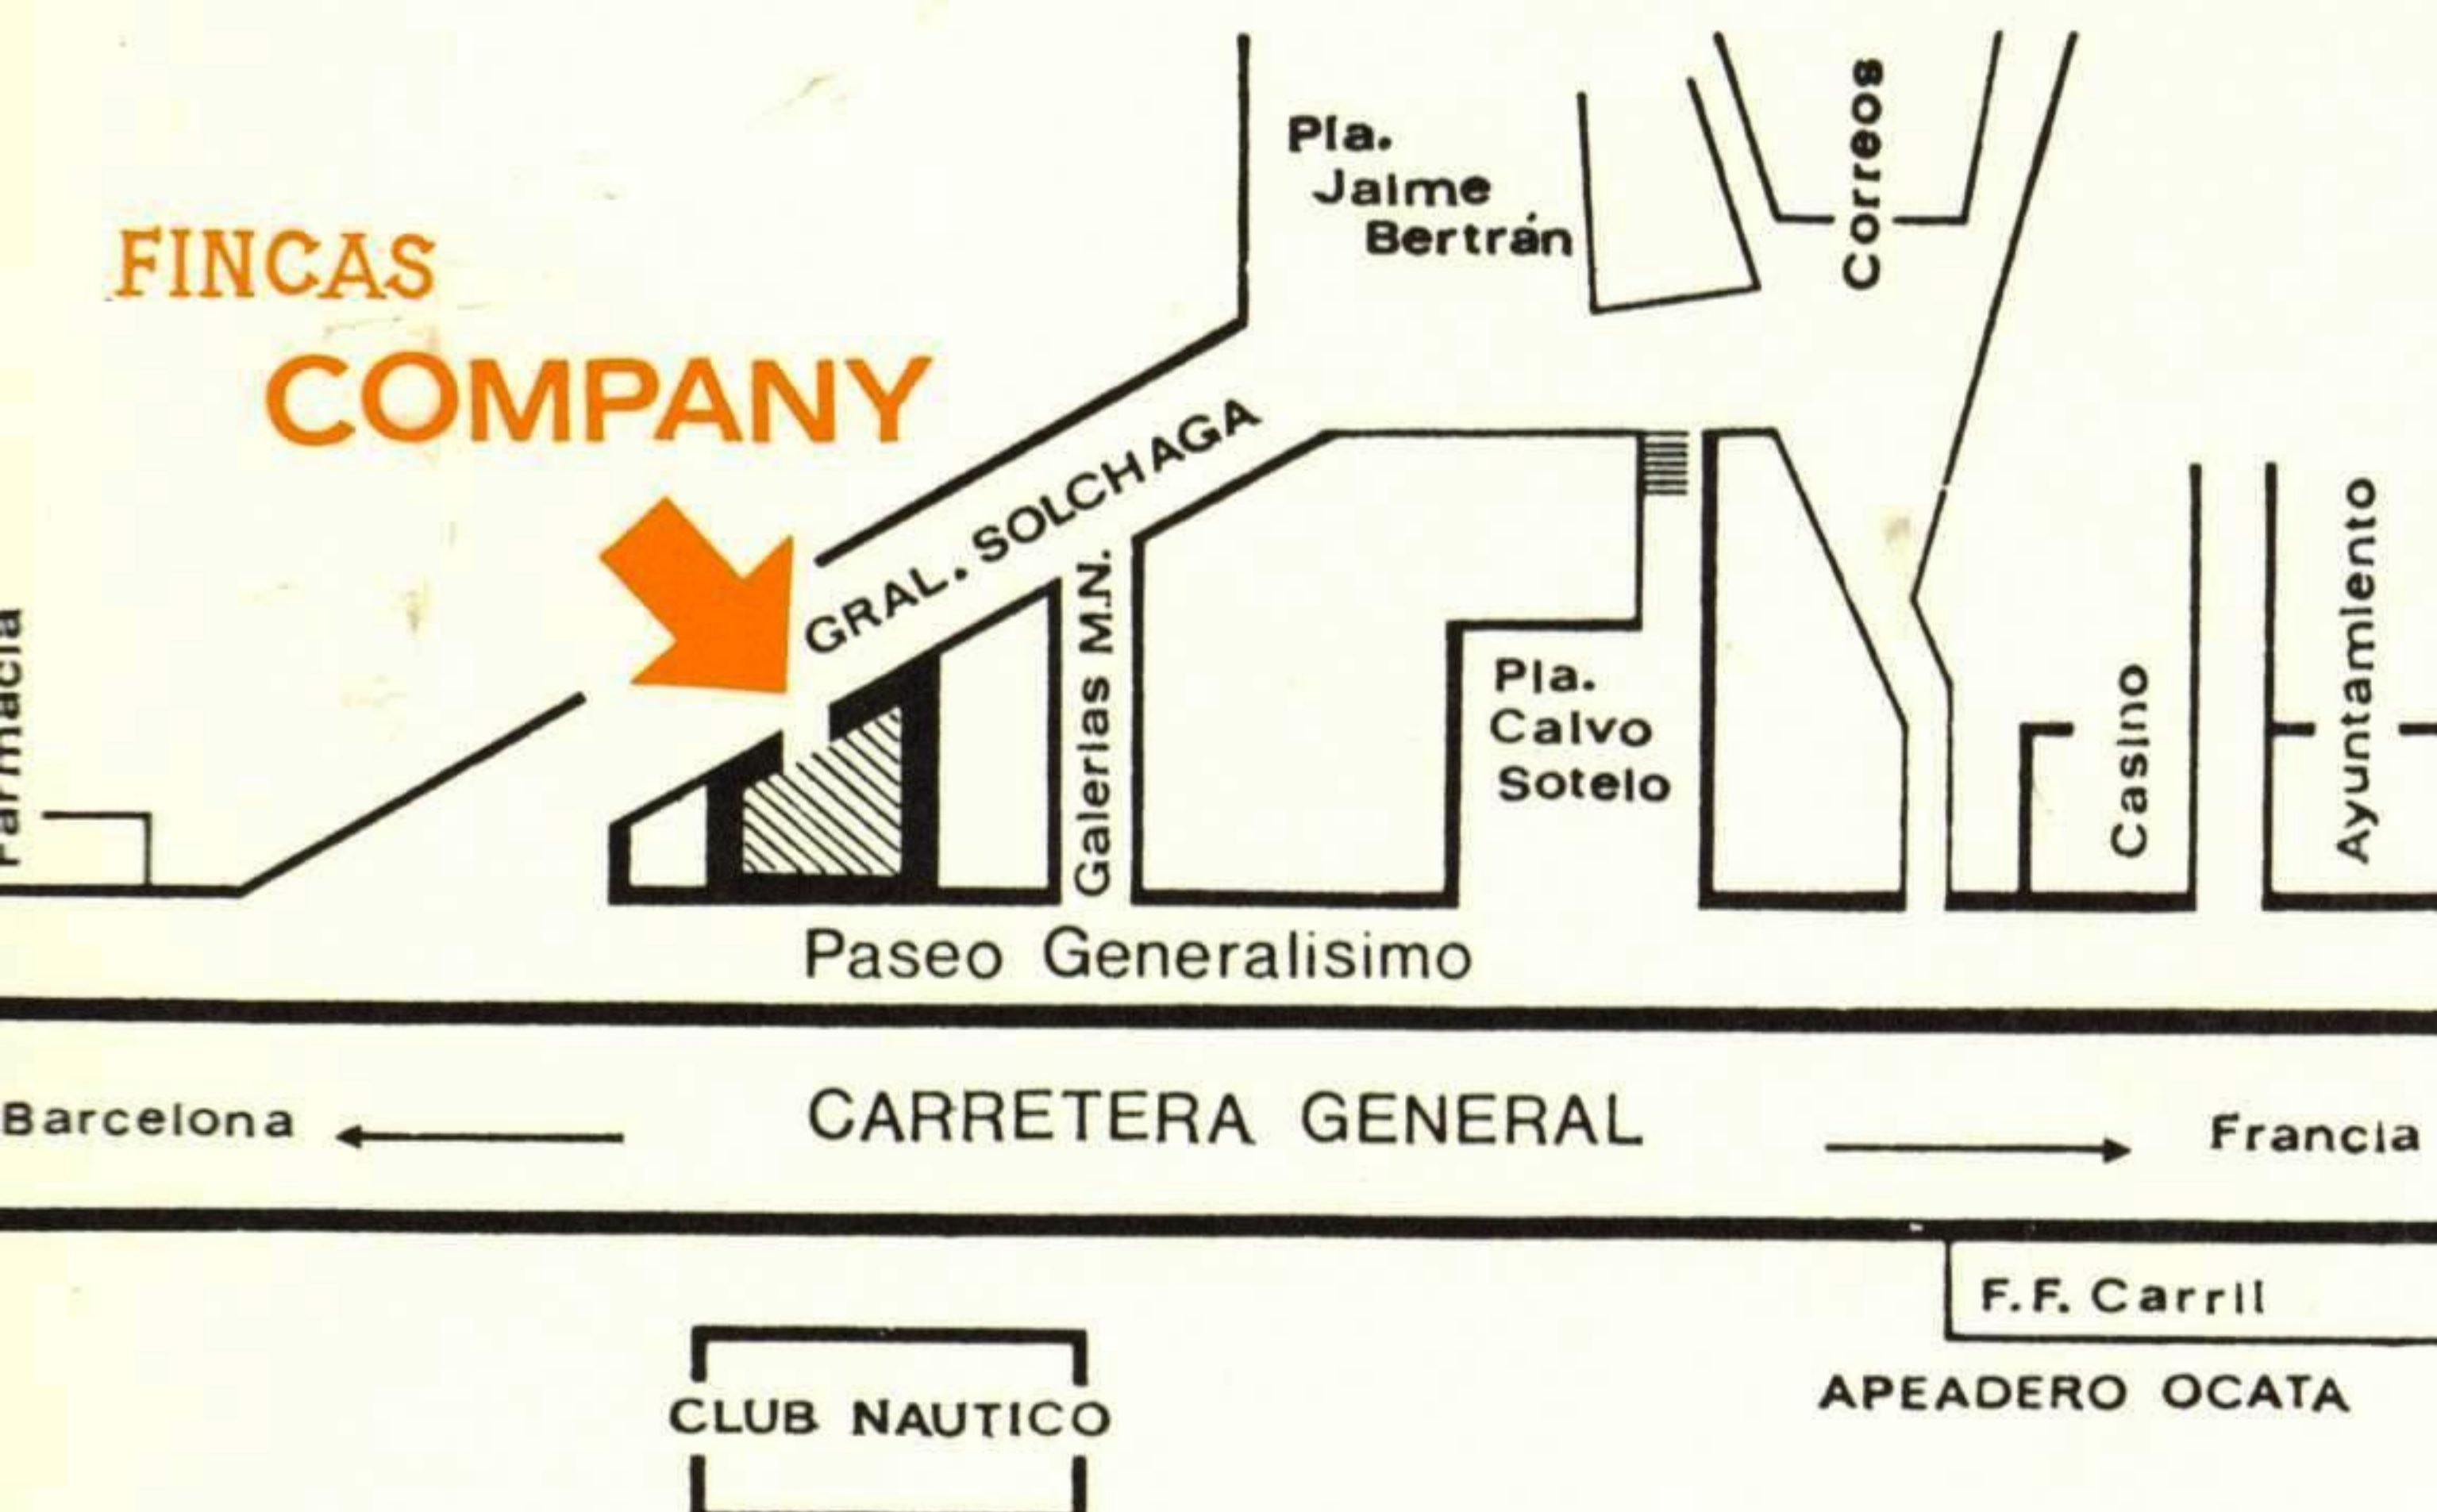 FINCAS
COMPANY
Pla.
Jaime
Bertrán
Correos
GRAL. SOLCHAGA
Galerias M.N.
Pla.
Calvo
Sotelo
Casino
Ayuntamiento
Farmacia
Paseo Generalisimo
Barcelona
CARRETERA GENERAL
Francia
F.F. Carril
APEADERO OCATA
CLUB NAUTICO